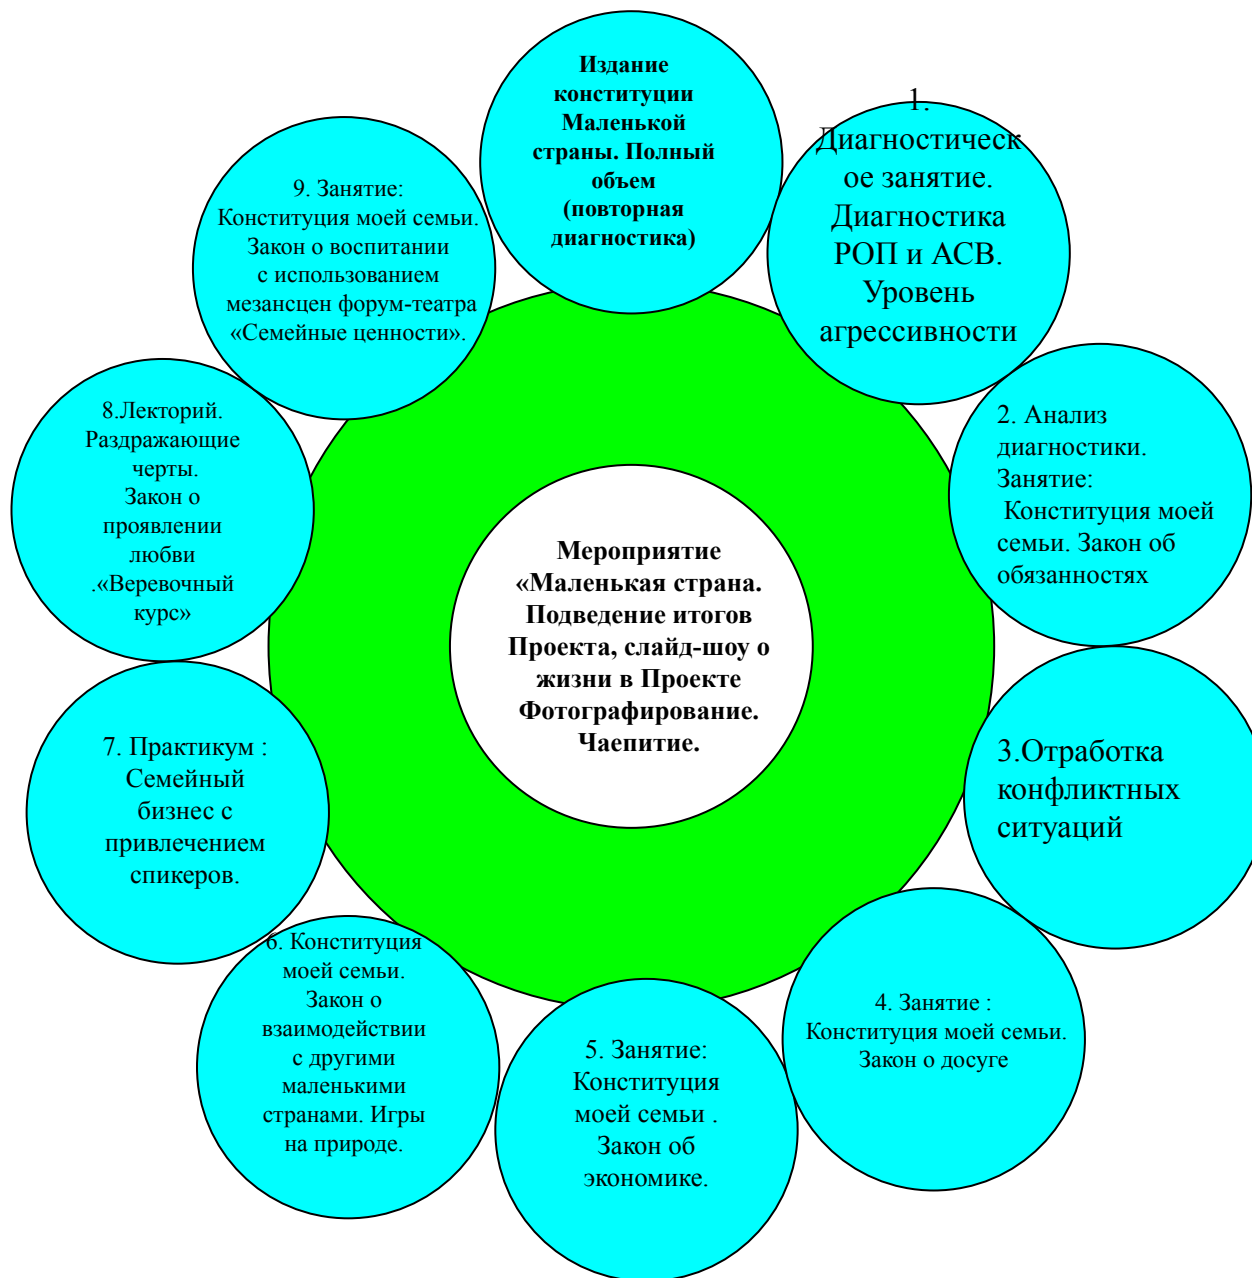 Издание
конституции
Маленькой
страны. Полный
объем
(повторная
диагностика)
1.
Диагностическ
ое занятие.
Диагностика
РОП и АСВ.
Уровень
агрессивности
2. Анализ
диагностики.
Занятие:
Конституция моей
семьи. Закон об
обязанностях
3.Отработка
конфликтных
ситуаций
4. Занятие :
Конституция моей семьи.
Закон о досуге
5. Занятие:
Конституция
моей семьи .
Закон об
экономике.
6. Конституция
моей семьи.
Закон о
взаимодействии
с другими
маленькими
странами. Игры
на природе.
7. Практикум :
Семейный
бизнес с
привлечением
спикеров.
8.Лекторий.
Раздражающие
черты.
Закон о
проявлении
любви
.«Веревочный
курс»
9. Занятие:
Конституция моей семьи.
Закон о воспитании
с использованием
мезансцен форум-театра
«Семейные ценности».
Мероприятие
«Маленькая страна.
Подведение итогов
Проекта, слайд-шоу о
жизни в Проекте
Фотографирование.
Чаепитие.